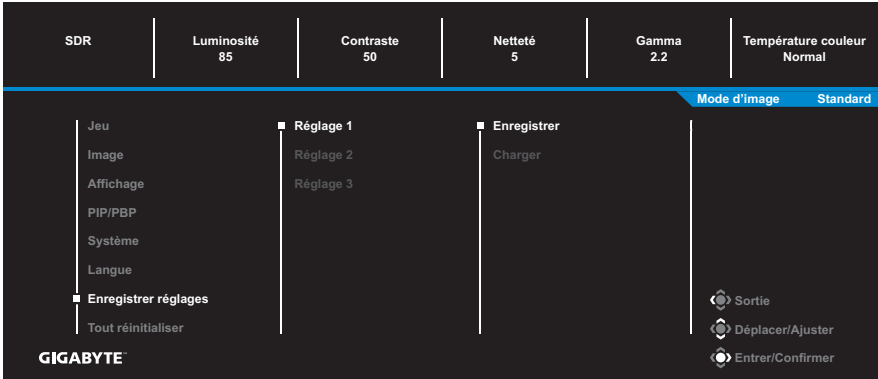 SDR
Luminosité
85
Contraste
50
Netteté
5
Gamma
2.2
Température couleur
Normal
Mode d'image Standard
Jeu
Image
Affichage
PIP/PBP
Système
Langue
Enregistrer réglages
Tout réinitialiser
Réglage 1
Réglage 2
Réglage 3
Enregistrer
Charger
Sortie
Déplacer/Ajuster
Entrer/Confirmer
GIGABYTE™